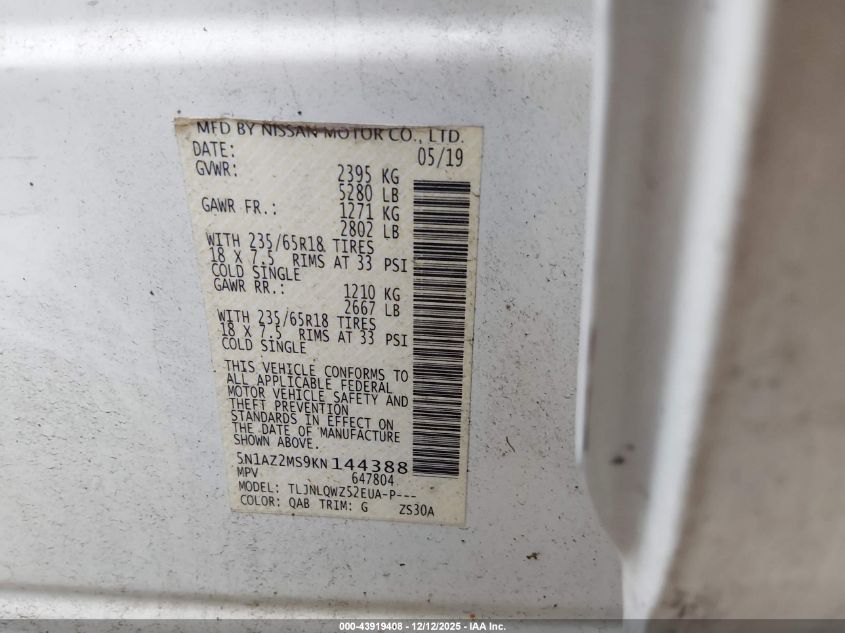 MFD BY NISSAN MOTOR CO., LTD.
DATE: 05/19
GVWR: 2395 KG
5280 LB
GAWR FR.: 1271 KG
2802 LB
WITH 235/65R18 TIRES
18 X 7.5 RIMS AT 33 PSI
COLD SINGLE
GAWR RR.: 1210 KG
2667 LB
WITH 235/65R18 TIRES
18 X 7.5 RIMS AT 33 PSI
COLD SINGLE
THIS VEHICLE CONFORMS TO
ALL APPLICABLE FEDERAL
MOTOR VEHICLE SAFETY AND
THEFT PREVENTION
STANDARDS IN EFFECT ON
THE DATE OF MANUFACTURE
SHOWN ABOVE.
5N1AZ2MS9KN144388
MPV 647804
MODEL: TLJNLQWZ52EUA-P---
COLOR: QAB TRIM: G ZS30A
000-43919408 - 12/12/2025 - © IAA Inc.